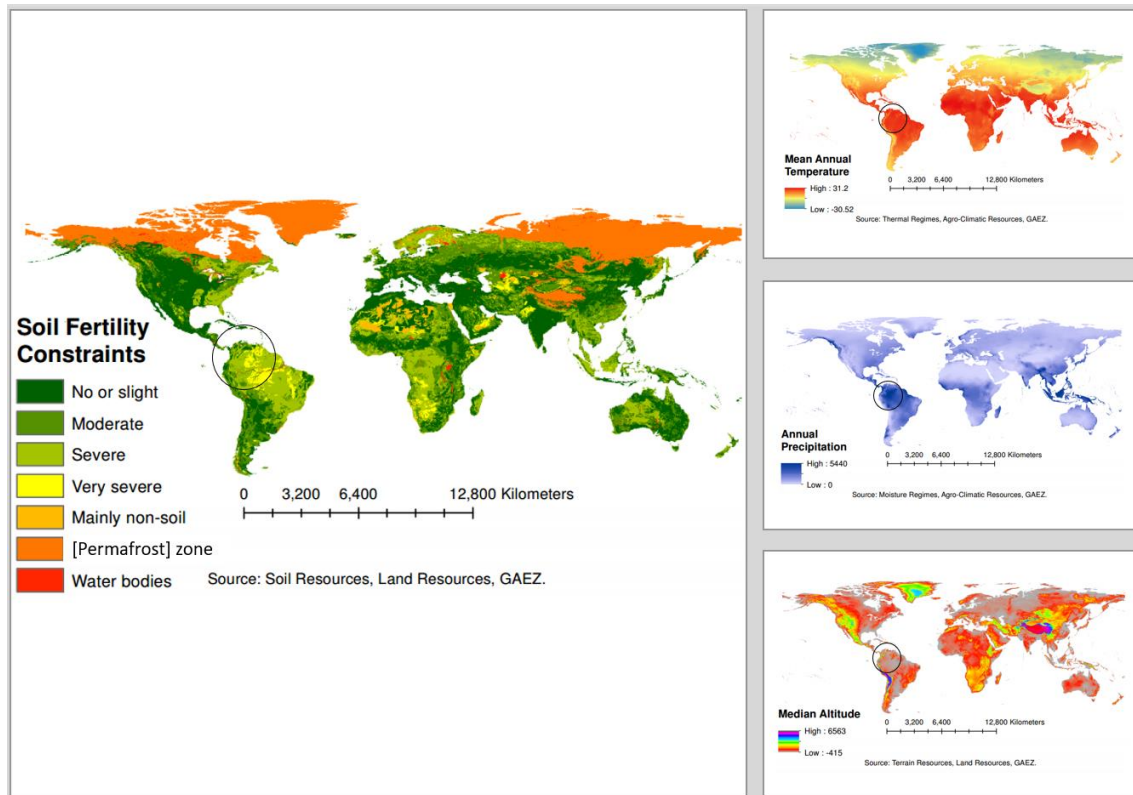 Soil Fertility
Constraints
No or slight
Moderate
Severe
Very severe
Mainly non-soil
[Permafrost] zone
Water bodies
0 3,200 6,400 12,800 Kilometers
Source: Soil Resources, Land Resources, GAEZ.
Mean Annual
Temperature
High : 31.2
Low : -30.52
0 3,200 6,400 12,800 Kilometers
Source: Thermal Regimes, Agro-Climatic Resources, GAEZ.
Annual
Precipitation
High : 5440
Low : 0
0 3,200 6,400 12,800 Kilometers
Source: Moisture Regimes, Agro-Climatic Resources, GAEZ.
Median Altitude
High : 6563
Low : -415
0 3,200 6,400 12,800 Kilometers
Source: Terrain Resources, Land Resources, GAEZ.